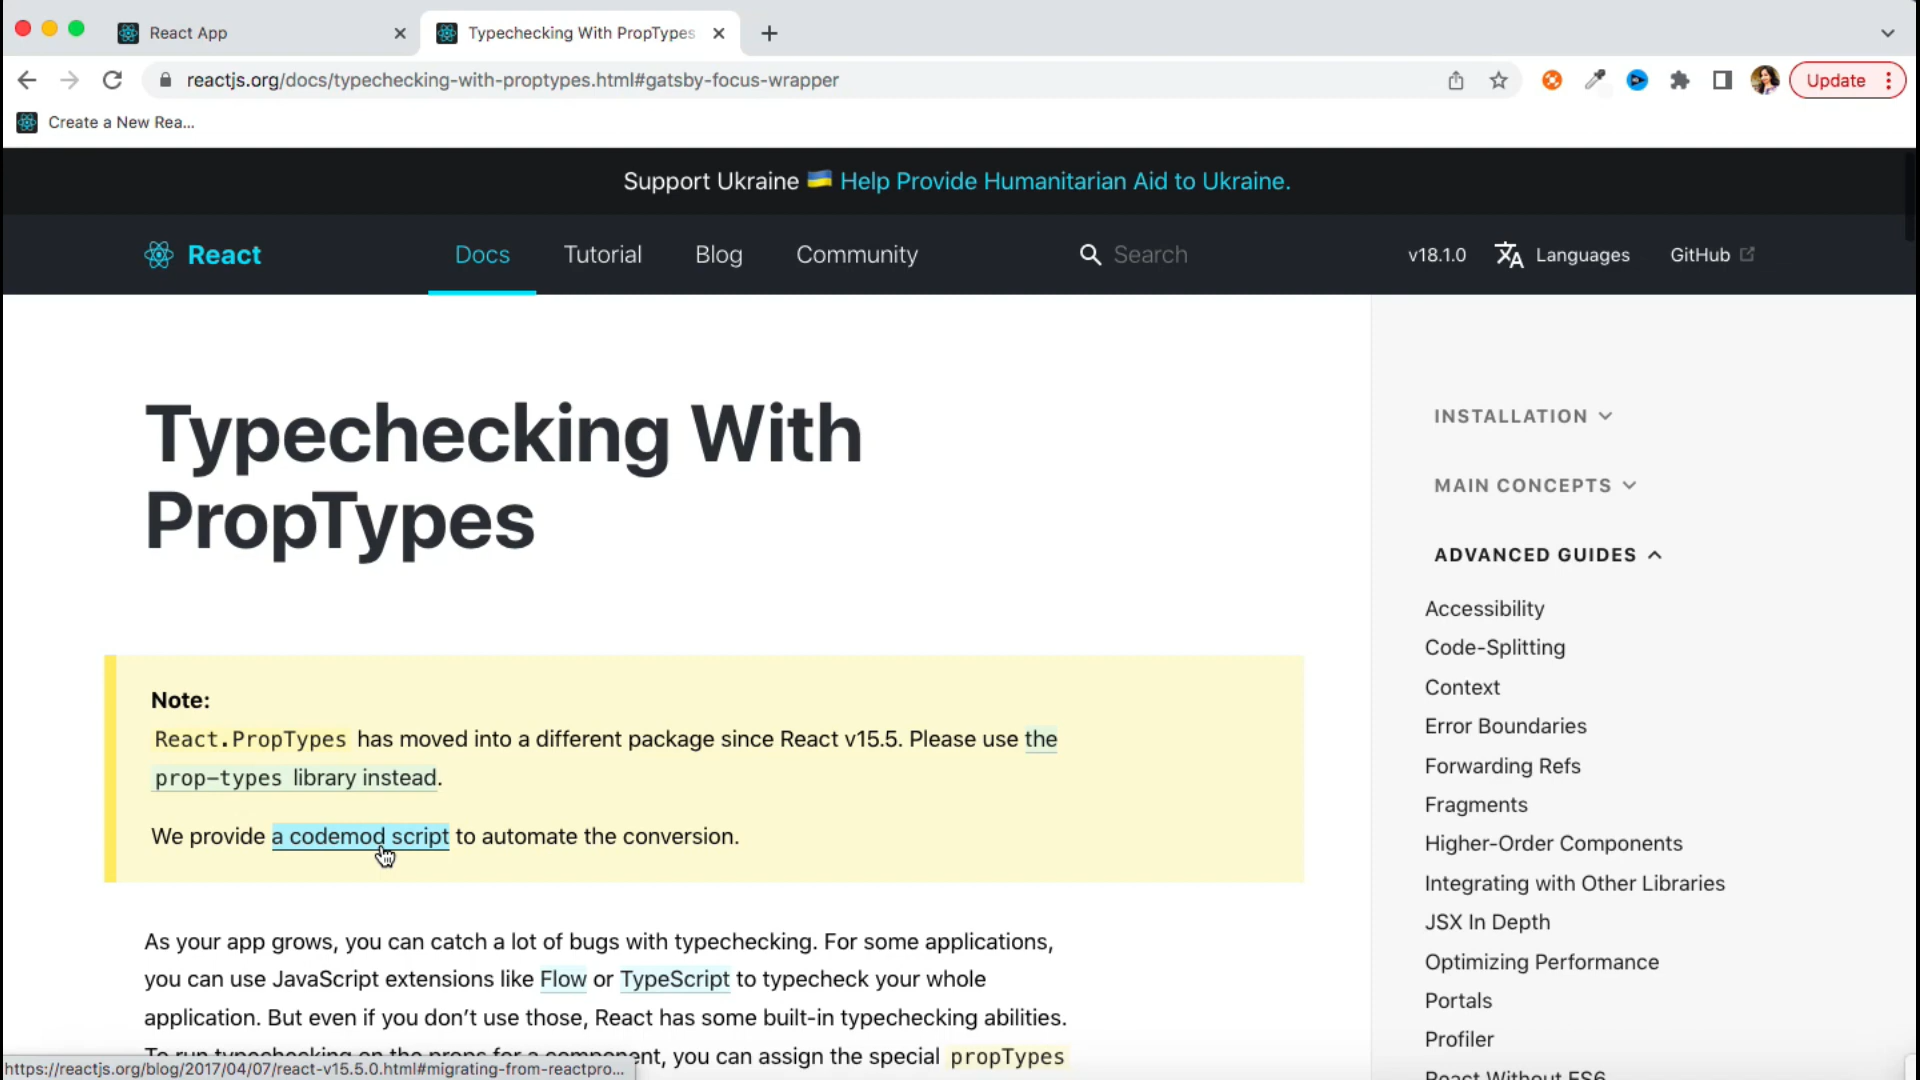 React App
Typechecking With PropTypes
reactjs.org/docs/typechecking-with-proptypes.html#gatsby-focus-wrapper
Update
Create a New Rea...
Support Ukraine 🇺🇦 Help Provide Humanitarian Aid to Ukraine.
React
Docs
Tutorial
Blog
Community
Search
v18.1.0
Languages
GitHub
Typechecking With
PropTypes
Note:
React.PropTypes has moved into a different package since React v15.5. Please use the
prop-types library instead.
We provide a codemod script to automate the conversion.
As your app grows, you can catch a lot of bugs with typechecking. For some applications,
you can use JavaScript extensions like Flow or TypeScript to typecheck your whole
application. But even if you don’t use those, React has some built-in typechecking abilities.
To run typechecking on the props for a component, you can assign the special propTypes
INSTALLATION
MAIN CONCEPTS
ADVANCED GUIDES
Accessibility
Code-Splitting
Context
Error Boundaries
Forwarding Refs
Fragments
Higher-Order Components
Integrating with Other Libraries
JSX In Depth
Optimizing Performance
Portals
Profiler
React Without ES6
https://reactjs.org/blog/2017/04/07/react-v15.5.0.html#migrating-from-reactpro...